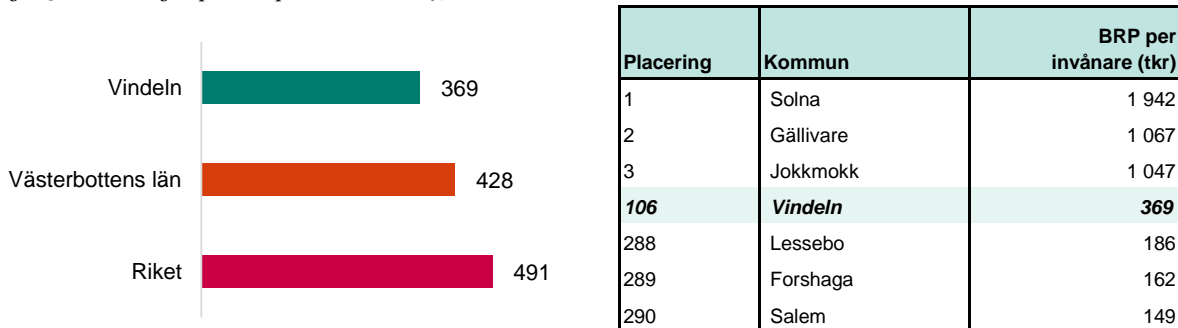 Vindeln 369
Västerbottens län 428
Riket 491
BRP per
Placering Kommun invånare (tkr)
1 Solna 1 942
2 Gällivare 1 067
3 Jokkmokk 1 047
106 Vindeln 369
288 Lessebo 186
289 Forshaga 162
290 Salem 149